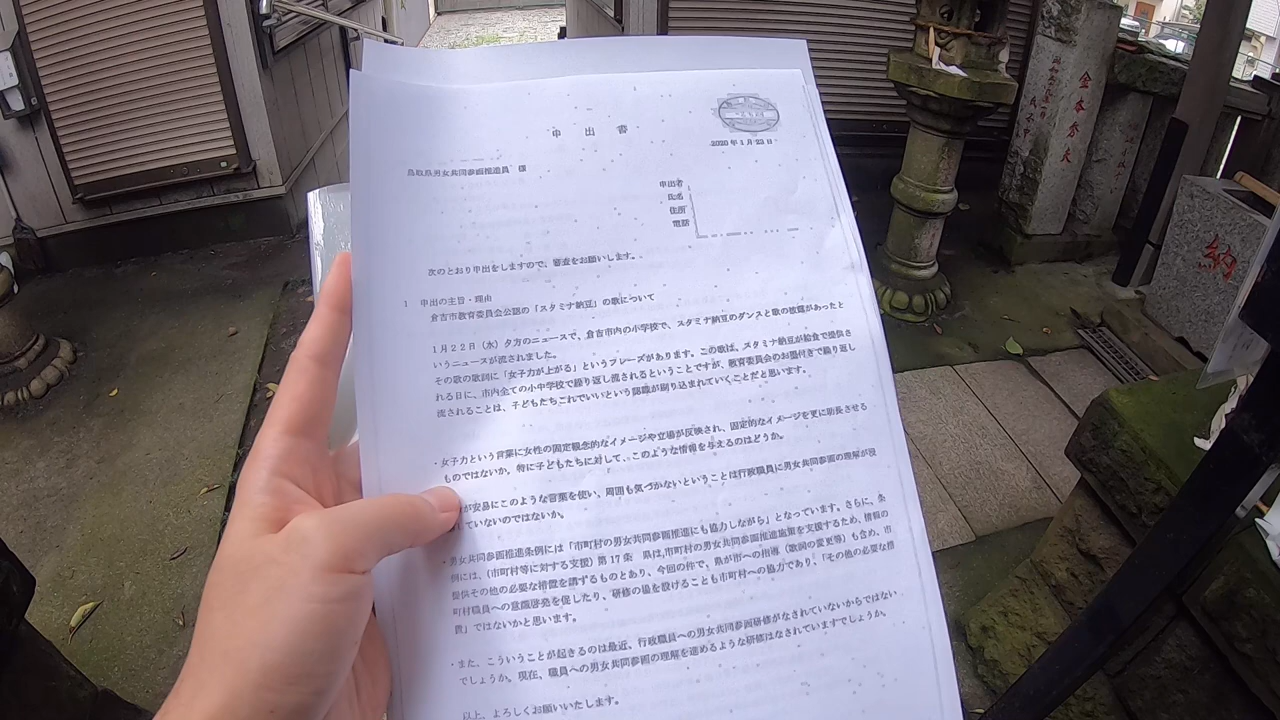 申 出 書
2020年1月23日
鳥取県男女共同参画推進員 様
申出者
氏名
住所
電話
次のとおり申出をしますので、審査をお願いします。
1 申出の主旨・理由
倉吉市教育委員会公認の「スタミナ納豆」の歌について
1月22日（水）夕方のニュースで、倉吉市内の小学校で、スタミナ納豆のダンスと歌の披露があったと
いうニュースが流されました。
その歌の歌詞に「女子力が上がる」というフレーズがあります。この歌は、スタミナ納豆が給食で提供さ
れる日に、市内全ての小中学校で繰り返し流されるということですが、教育委員会のお墨付きで繰り返し
流されることは、子どもたちこれでいいという認識が刷り込まれていくことだと思います。
・女子力という言葉に女性の固定観念的なイメージや立場が反映され、固定的なイメージを更に助長させる
ものではないか。特に子どもたちに対して、このような情報を与えるのはどうか。
が安易にこのような言葉を使い、周囲も気づかないということは行政職員に男女共同参画の理解が浸
していないのではないか。
・男女共同参画推進条例には「市町村の男女共同参画推進にも協力しながら」となっています。さらに、条
例には、(市町村等に対する支援) 第17条 県は,市町村の男女共同参画推進施策を支援するため、情報の
提供その他の必要な措置を講ずるものとあり、今回の件で、県が市への指導（歌詞の変更等）も含め、市
町村職員への意識啓発を促したり、研修の場を設けることも市町村への協力であり、「その他の必要な措
置」ではないかと思います。
・また、こういうことが起きるのは最近、行政職員への男女共同参画研修がなされていないからではない
でしょうか。現在、職員への男女共同参画の理解を進めるような研修はなされていますでしょうか。
以上、よろしくお願いいたします。
金本秀夫
納